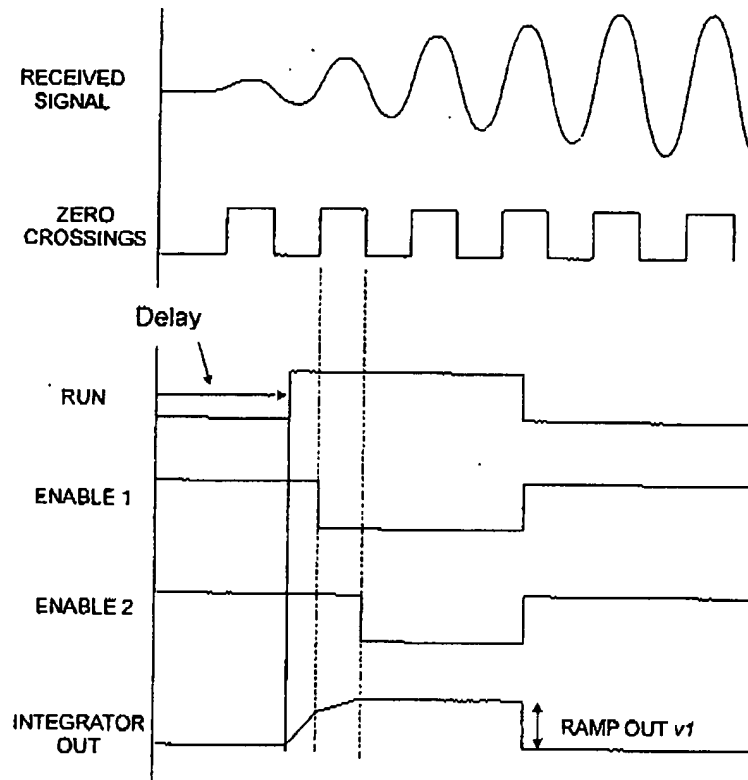 RECEIVED
SIGNAL
ZERO
CROSSINGS
Delay
RUN
ENABLE 1
ENABLE 2
INTEGRATOR
OUT
RAMP OUT v1